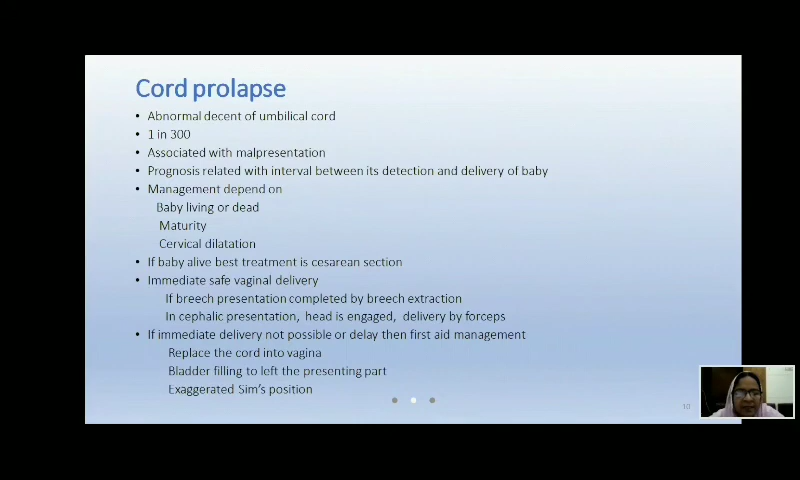 Cord prolapse
• Abnormal decent of umbilical cord
• 1 in 300
• Associated with malpresentation
• Prognosis related with interval between its detection and delivery of baby
• Management depend on
Baby living or dead
Maturity
Cervical dilatation
• If baby alive best treatment is cesarean section
• Immediate safe vaginal delivery
If breech presentation completed by breech extraction
In cephalic presentation, head is engaged, delivery by forceps
• If immediate delivery not possible or delay then first aid management
Replace the cord into vagina
Bladder filling to left the presenting part
Exaggerated Sim's position
10